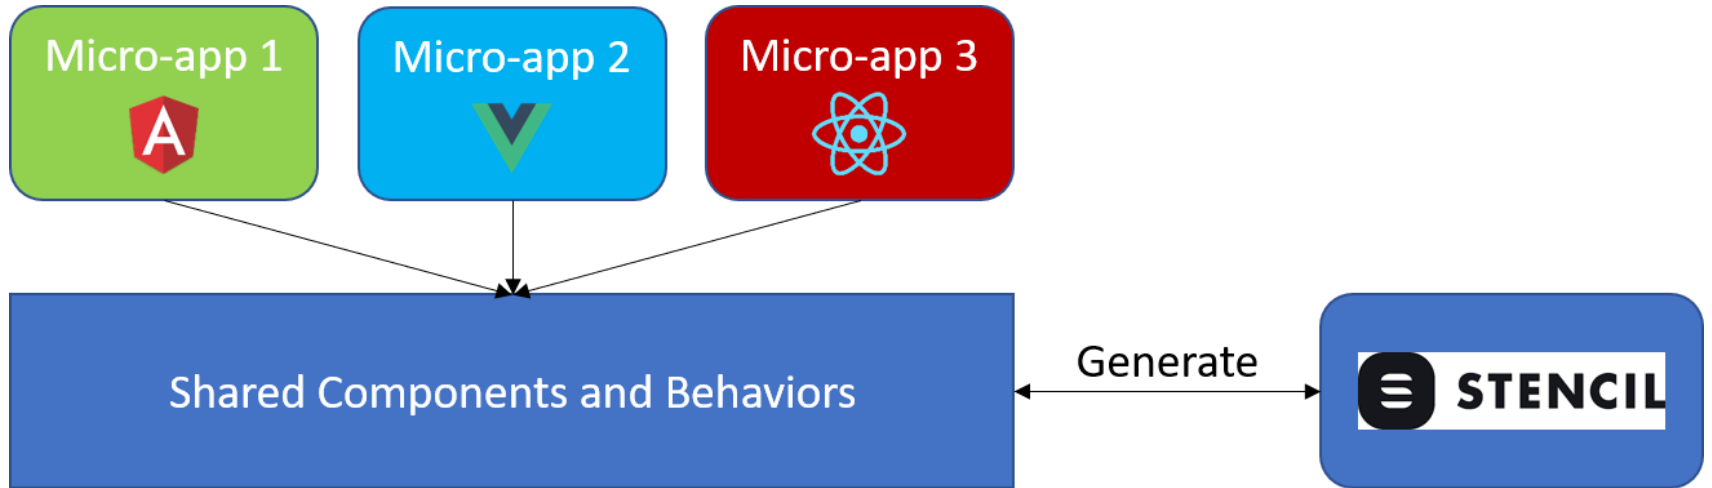 Micro-app 1
Micro-app 2
Micro-app 3
A
Shared Components and Behaviors
Generate
STENCIL